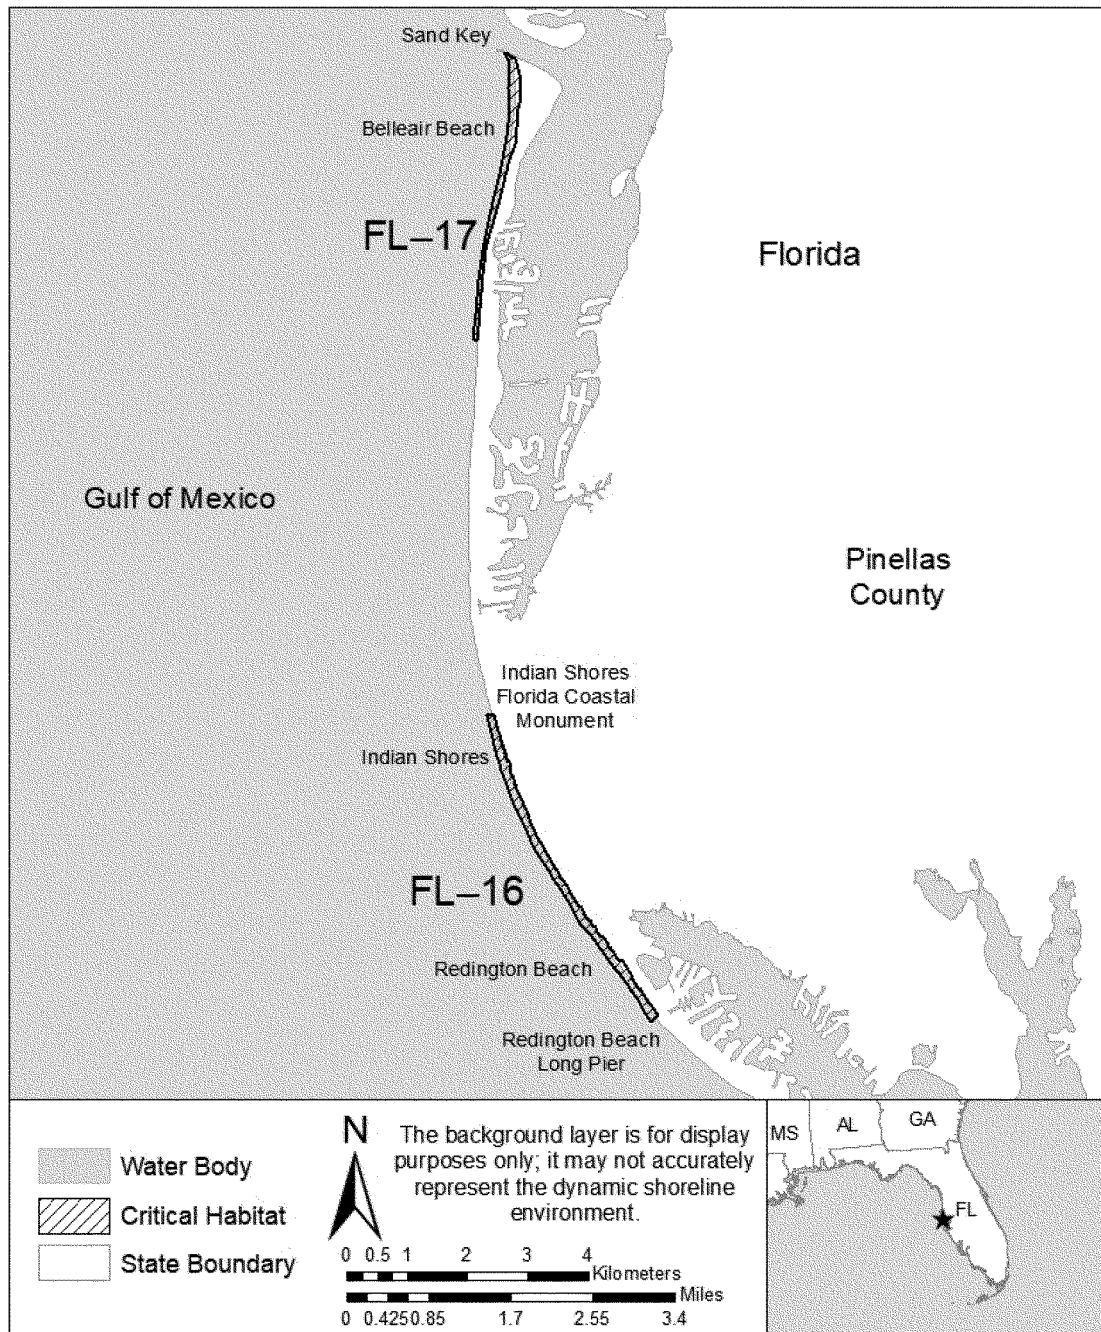 Sand Key
Belleair Beach
FL–17
Florida
Gulf of Mexico
Pinellas
County
Indian Shores
Florida Coastal
Monument
Indian Shores
FL–16
Redington Beach
Redington Beach
Long Pier
Water Body
Critical Habitat
State Boundary
N
The background layer is for display
purposes only; it may not accurately
represent the dynamic shoreline
environment.
0 0.5 1 2 3 4
Kilometers
Miles
0 0.425 0.85 1.7 2.55 3.4
MS AL GA
FL